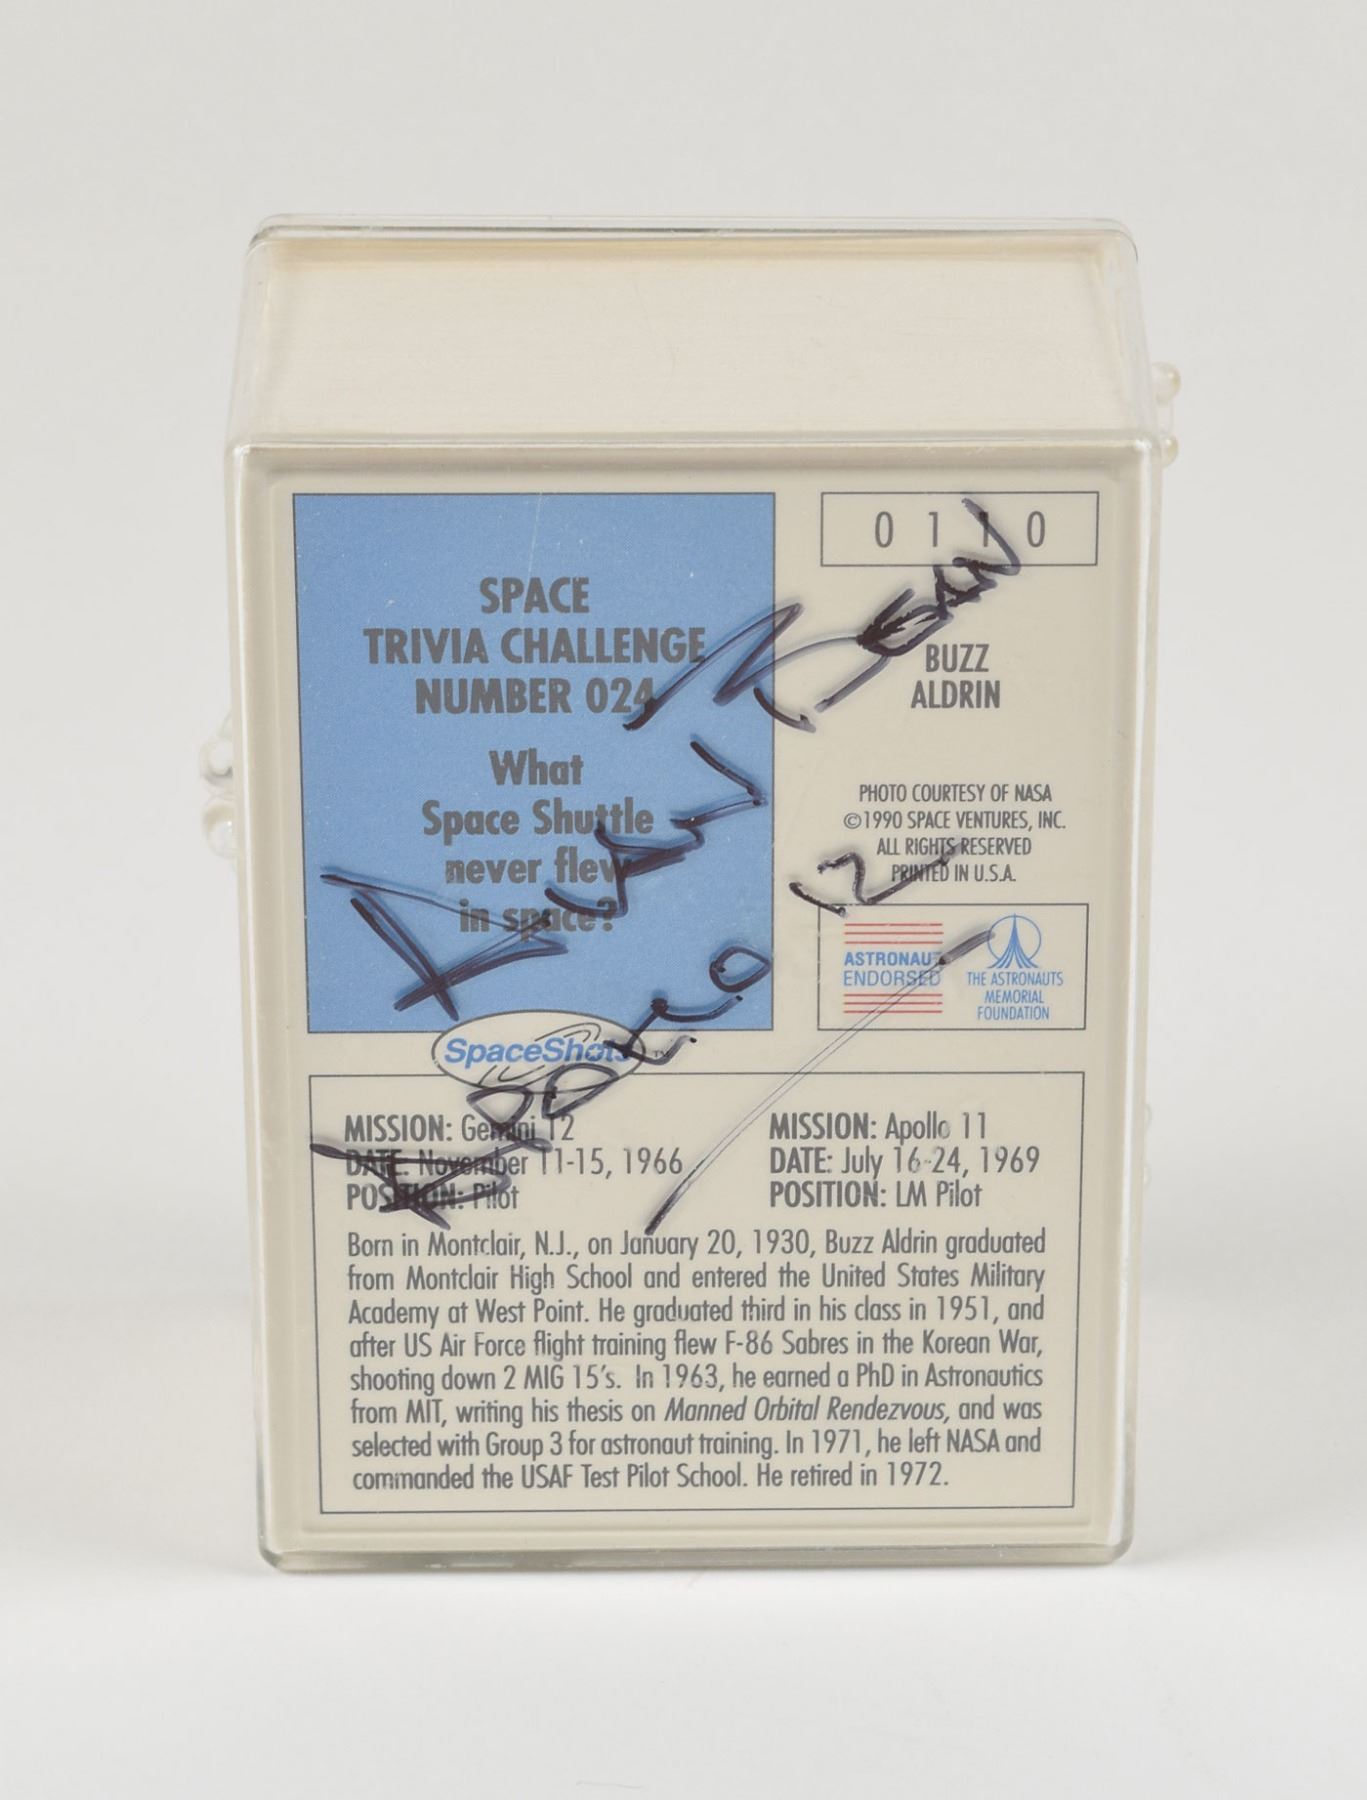 SPACE
TRIVIA CHALLENGE
NUMBER 024
What
Space Shuttle
never flew
in space?
0110
BUZZ
ALDRIN
PHOTO COURTESY OF NASA
©1990 SPACE VENTURES, INC.
ALL RIGHTS RESERVED
PRINTED IN U.S.A.
ASTRONAUT
ENDORSED
THE ASTRONAUTS
MEMORIAL
FOUNDATION
Alan Bean
Apollo 12
SpaceShots TM
MISSION: Gemini 12
DATE: November 11-15, 1966
POSITION: Pilot
MISSION: Apollo 11
DATE: July 16-24, 1969
POSITION: LM Pilot
Born in Montclair, N.J., on January 20, 1930, Buzz Aldrin graduated
from Montclair High School and entered the United States Military
Academy at West Point. He graduated third in his class in 1951, and
after US Air Force flight training flew F-86 Sabres in the Korean War,
shooting down 2 MIG 15's. In 1963, he earned a PhD in Astronautics
from MIT, writing his thesis on Manned Orbital Rendezvous, and was
selected with Group 3 for astronaut training. In 1971, he left NASA and
commanded the USAF Test Pilot School. He retired in 1972.